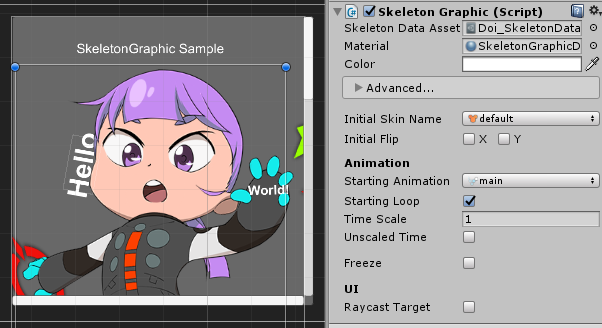 SkeletonGraphic Sample
Hello
World!
Skeleton Graphic (Script)
Skeleton Data Asset Doi_SkeletonData
Material SkeletonGraphicD
Color
Advanced...
Initial Skin Name default
Initial Flip X Y
Animation
Starting Animation main
Starting Loop
Time Scale 1
Unscaled Time
Freeze
UI
Raycast Target